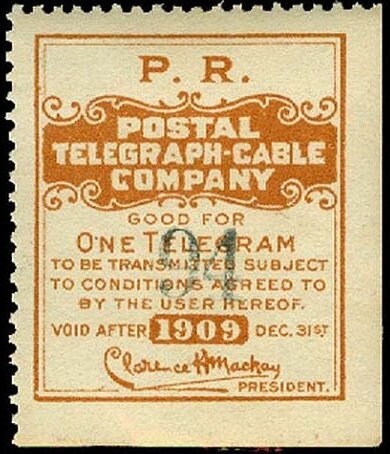 P. R.
POSTAL
TELEGRAPH-CABLE
COMPANY
GOOD FOR
ONE TELEGRAM
94
TO BE TRANSMITTED SUBJECT
TO CONDITIONS AGREED TO
BY THE USER HEREOF.
VOID AFTER 1909 DEC. 31ST
Clarence H Mackay
PRESIDENT.